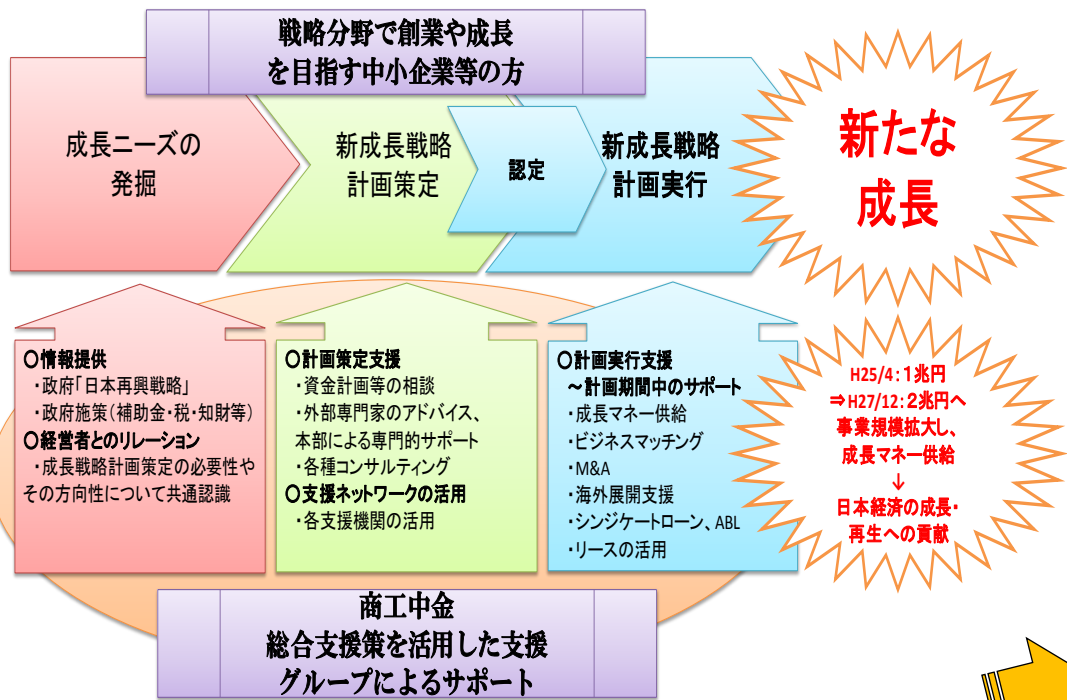 戦略分野で創業や成長
を目指す中小企業等の方
成長ニーズの
発掘
新成長戦略
計画策定
認定
新成長戦略
計画実行
新たな
成長
○情報提供
・政府「日本再興戦略」
・政府施策(補助金・税・知財等)
○経営者とのリレーション
・成長戦略計画策定の必要性や
その方向性について共通認識
○計画策定支援
・資金計画等の相談
・外部専門家のアドバイス、
本部による専門的サポート
・各種コンサルティング
○支援ネットワークの活用
・各支援機関の活用
○計画実行支援
～計画期間中のサポート
・成長マネー供給
・ビジネスマッチング
・M&A
・海外展開支援
・シンジケートローン、ABL
・リースの活用
H25/4:1兆円
⇒H27/12:2兆円へ
事業規模拡大し、
成長マネー供給
↓
日本経済の成長・
再生への貢献
商工中金
総合支援策を活用した支援
グループによるサポート